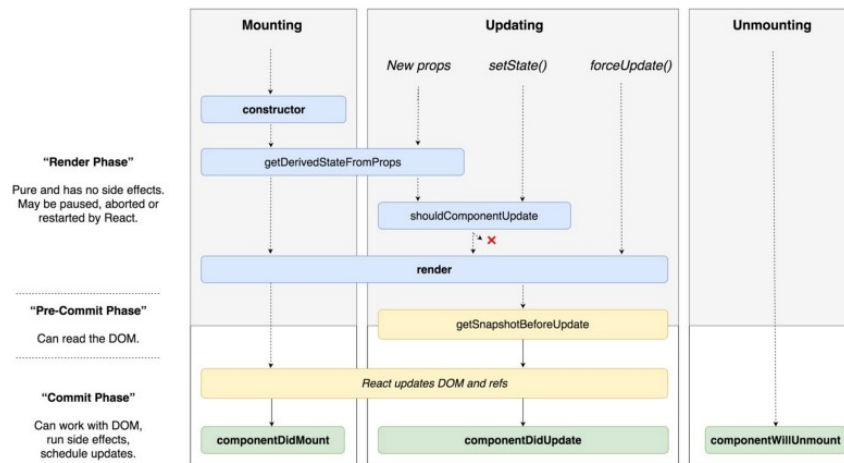 Mounting
Updating
Unmounting
New props
setState()
forceUpdate()
constructor
“Render Phase”
Pure and has no side effects.
May be paused, aborted or
restarted by React.
getDerivedStateFromProps
shouldComponentUpdate
render
“Pre-Commit Phase”
Can read the DOM.
getSnapshotBeforeUpdate
“Commit Phase”
Can work with DOM,
run side effects,
schedule updates.
React updates DOM and refs
componentDidMount
componentDidUpdate
componentWillUnmount